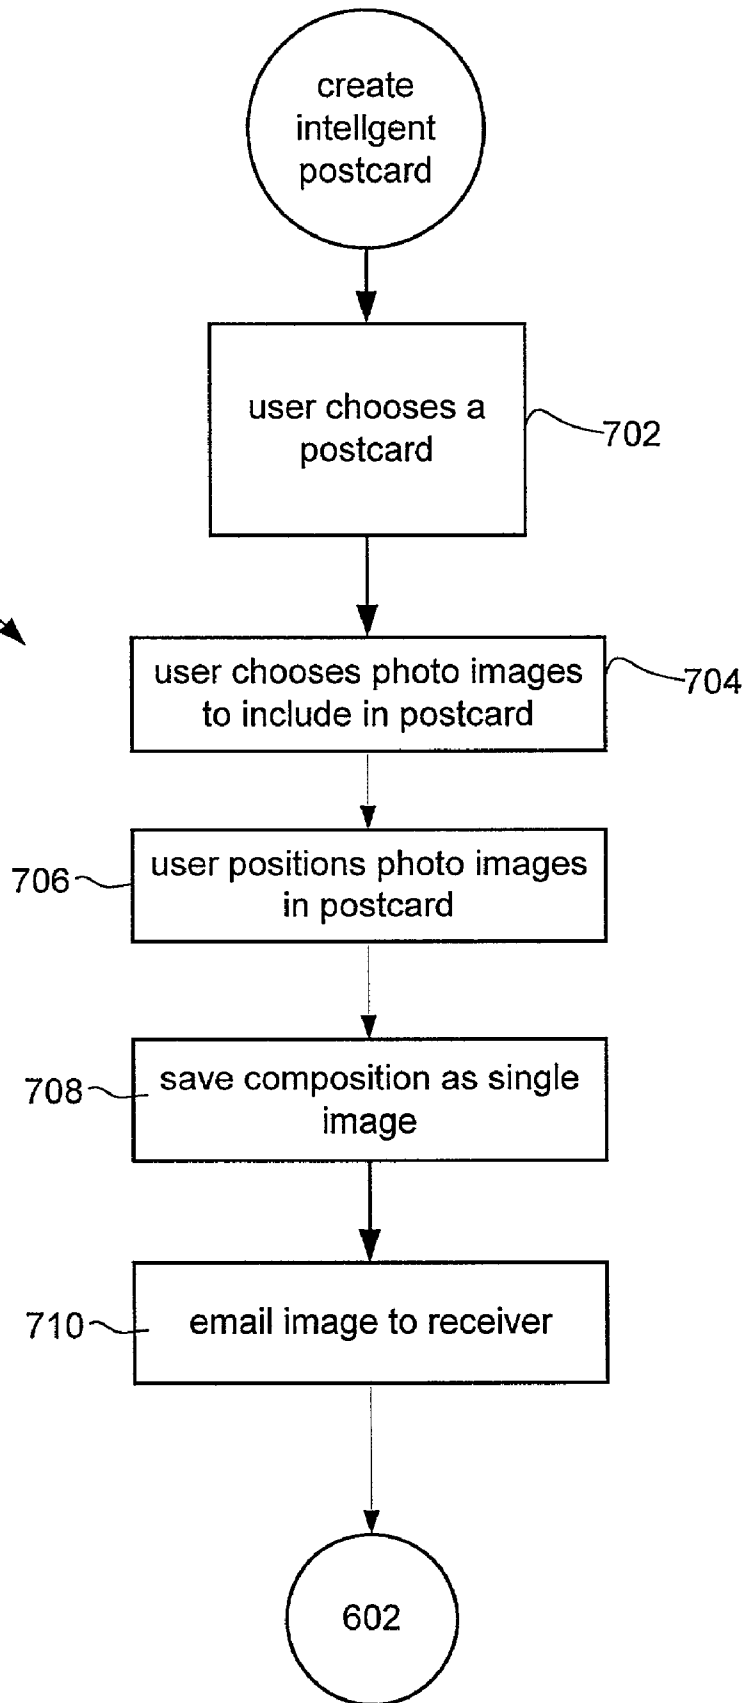 create
intellgent
postcard
user chooses a
postcard
702
user chooses photo images
to include in postcard
704
706
user positions photo images
in postcard
708
save composition as single
image
710
email image to receiver
602